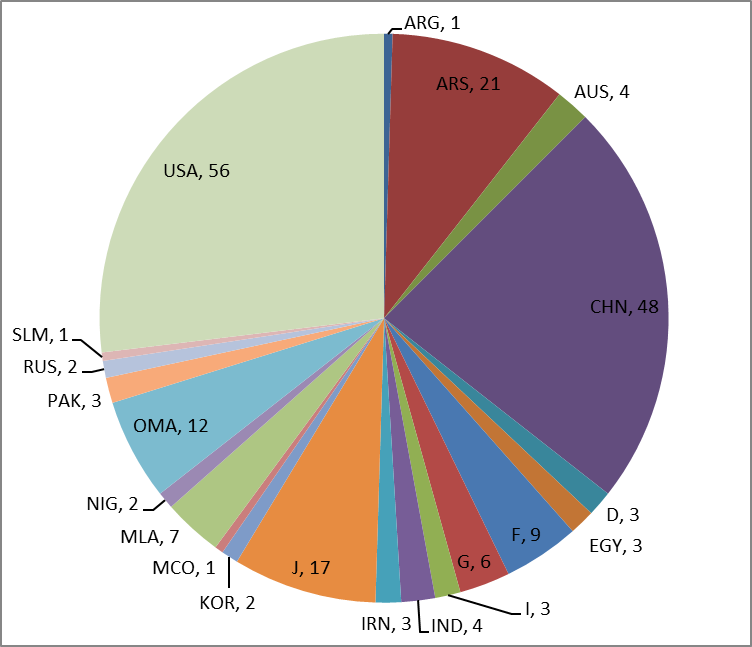 ARG, 1
ARS, 21
AUS, 4
CHN, 48
D, 3
EGY, 3
F, 9
G, 6
I, 3
IND, 4
IRN, 3
J, 17
KOR, 2
MCO, 1
MLA, 7
NIG, 2
OMA, 12
PAK, 3
RUS, 2
SLM, 1
USA, 56